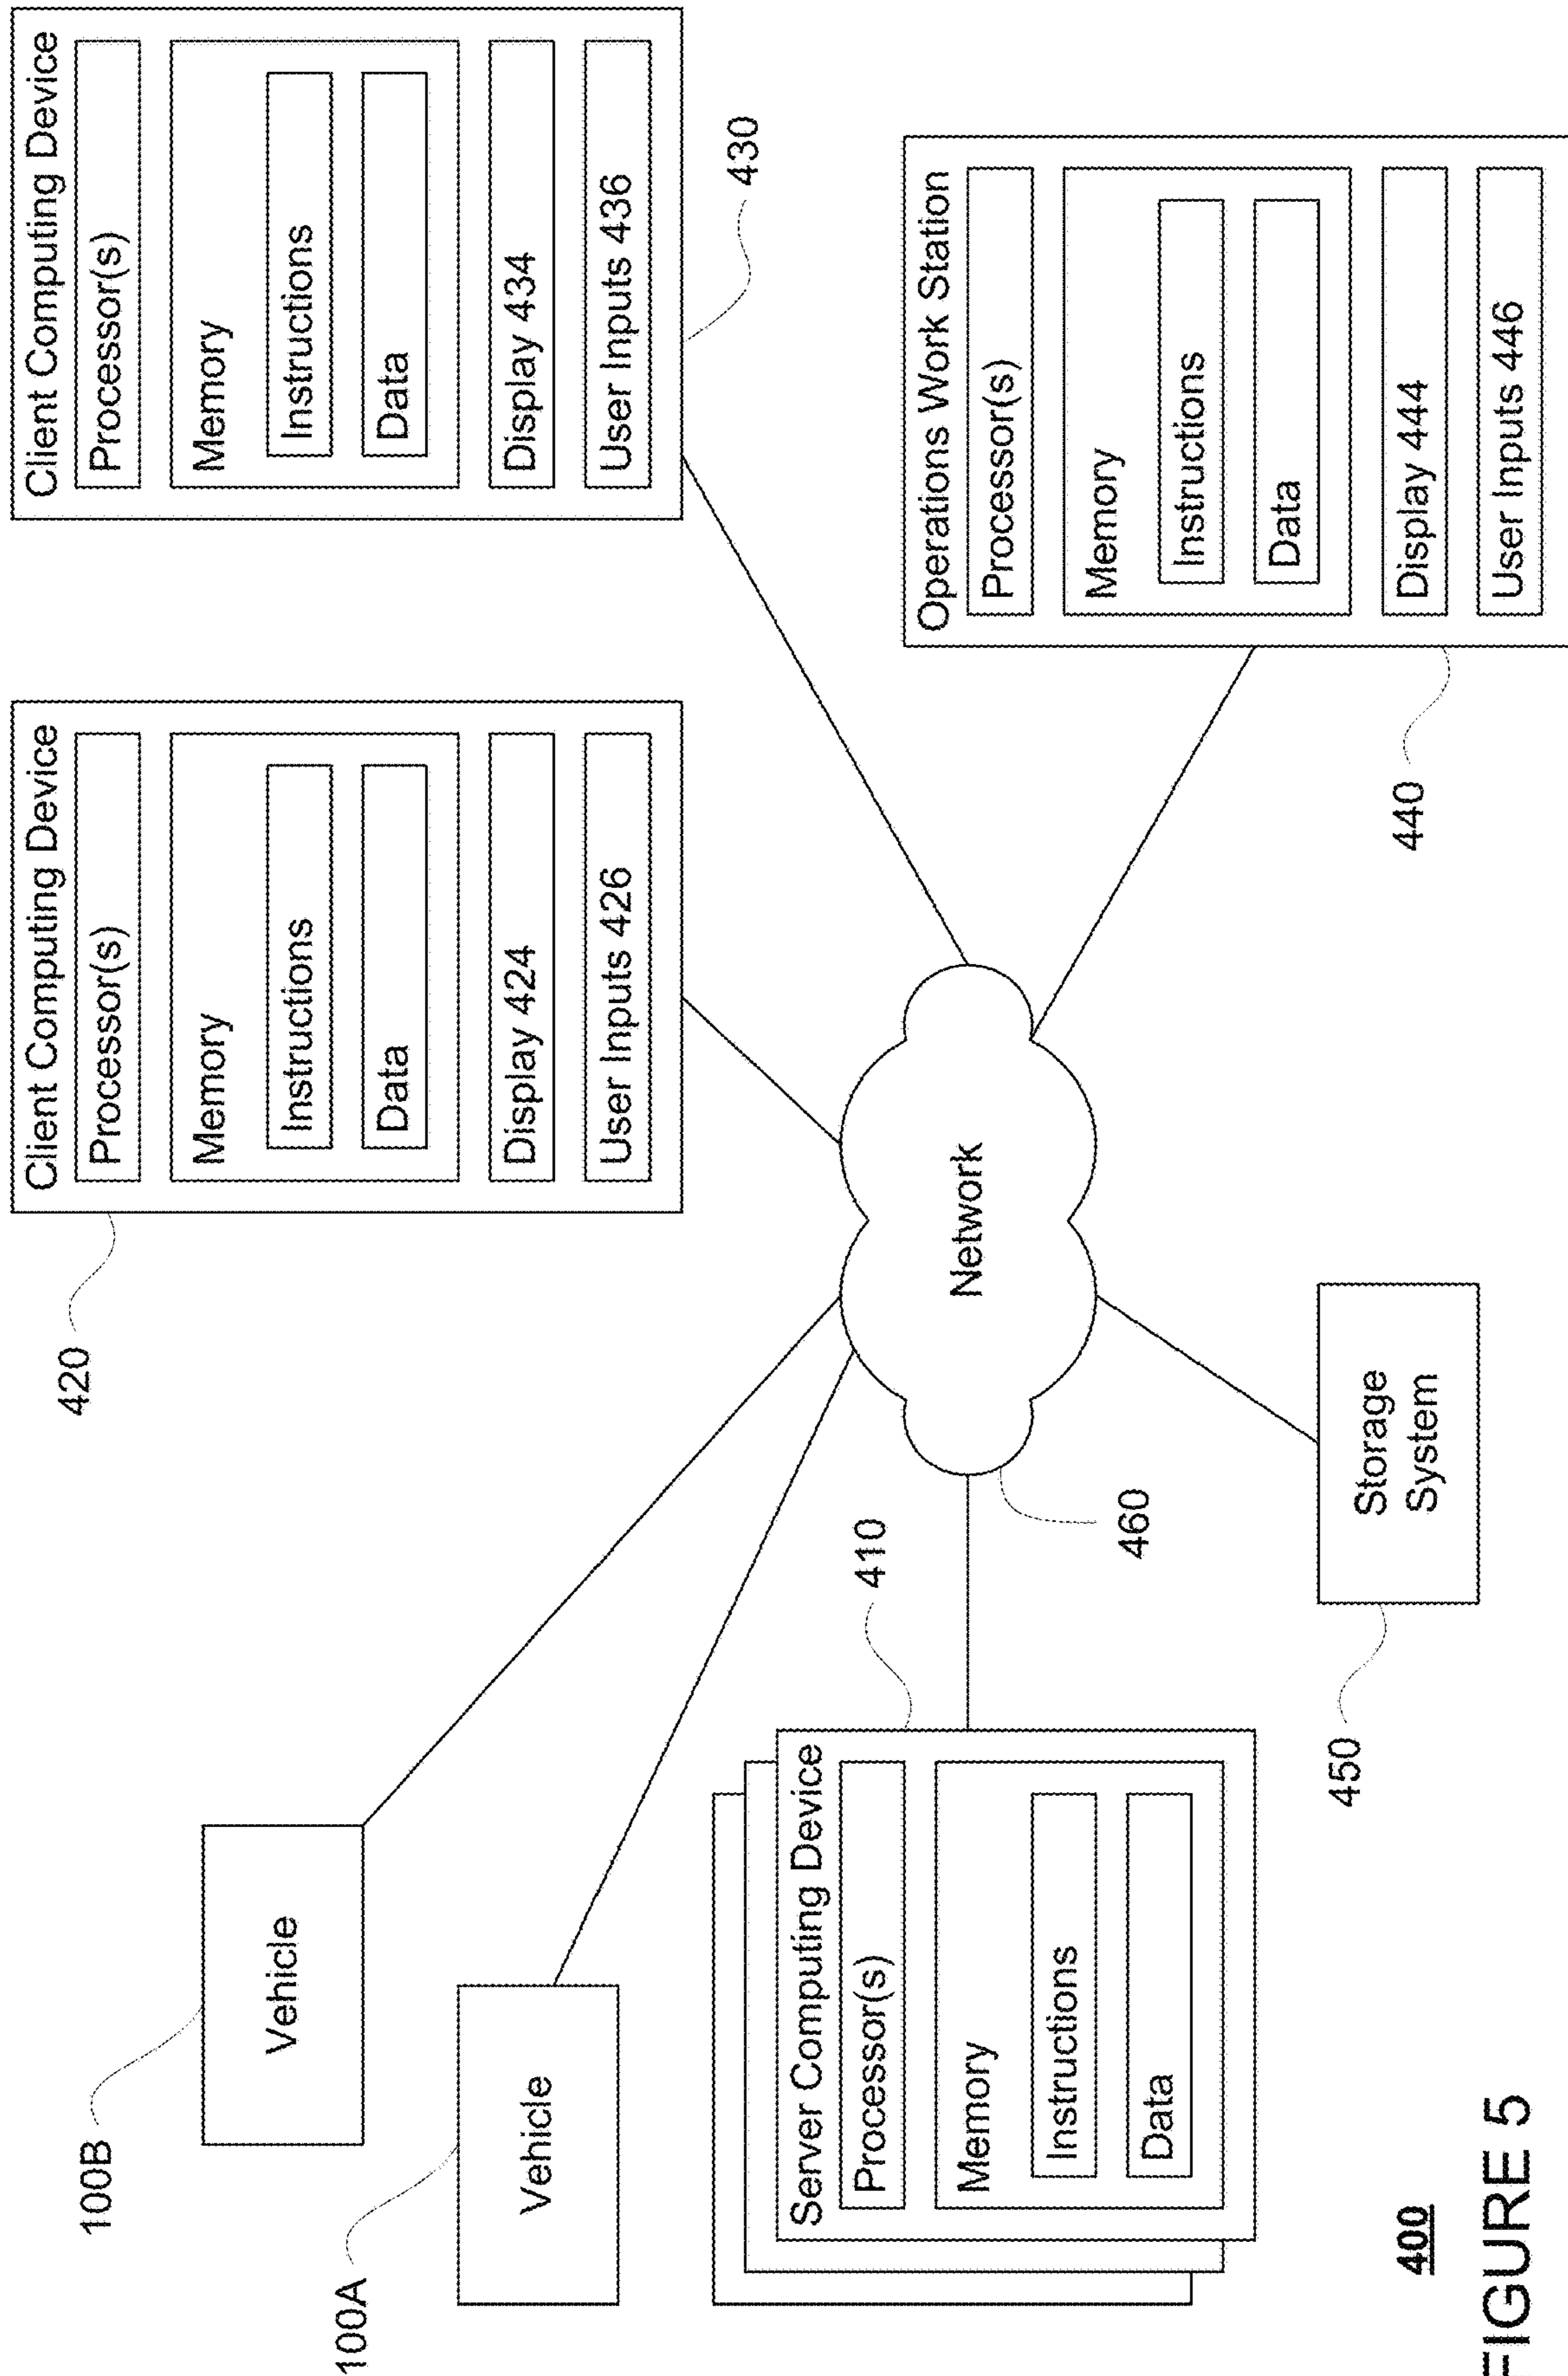 100B
Vehicle
100A
Vehicle
420
Client Computing Device
Processor(s)
Memory
Instructions
Data
Display 424
User Inputs 426
Client Computing Device
Processor(s)
Memory
Instructions
Data
Display 434
User Inputs 436
430
Server Computing Device
Processor(s)
Memory
Instructions
Data
410
Network
460
Storage
System
450
Operations Work Station
Processor(s)
Memory
Instructions
Data
Display 444
User Inputs 446
440
400
FIGURE 5